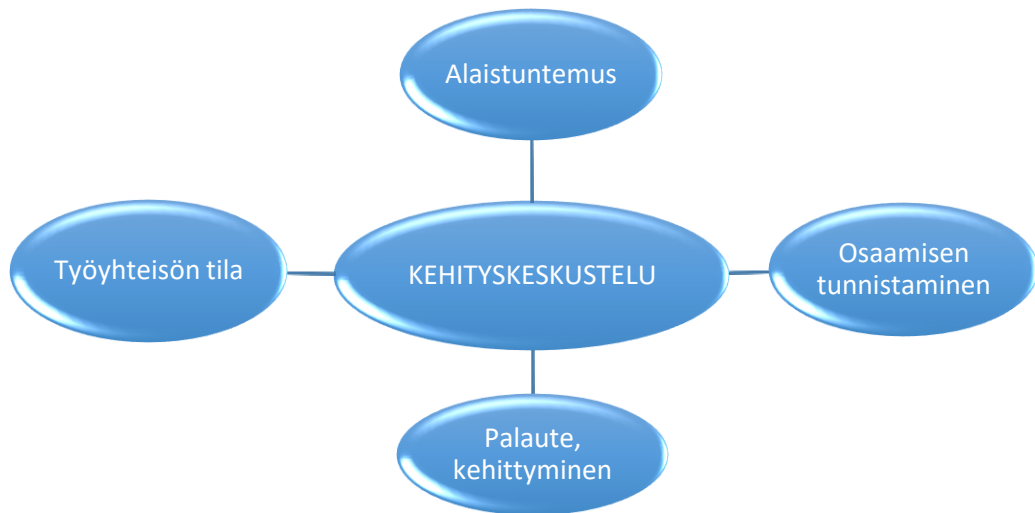 Alaistuntemus
Työyhteisön tila
KEHITYSKESKUSTELU
Osaamisen
tunnistaminen
Palaute,
kehittyminen